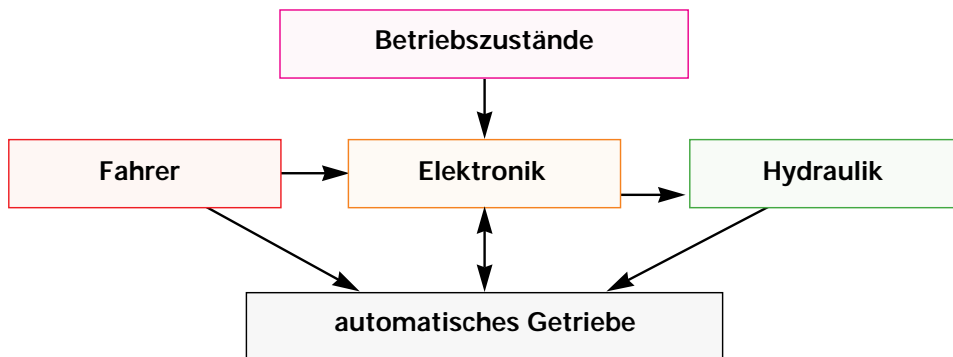 Betriebszustände
Fahrer
Elektronik
Hydraulik
automatisches Getriebe